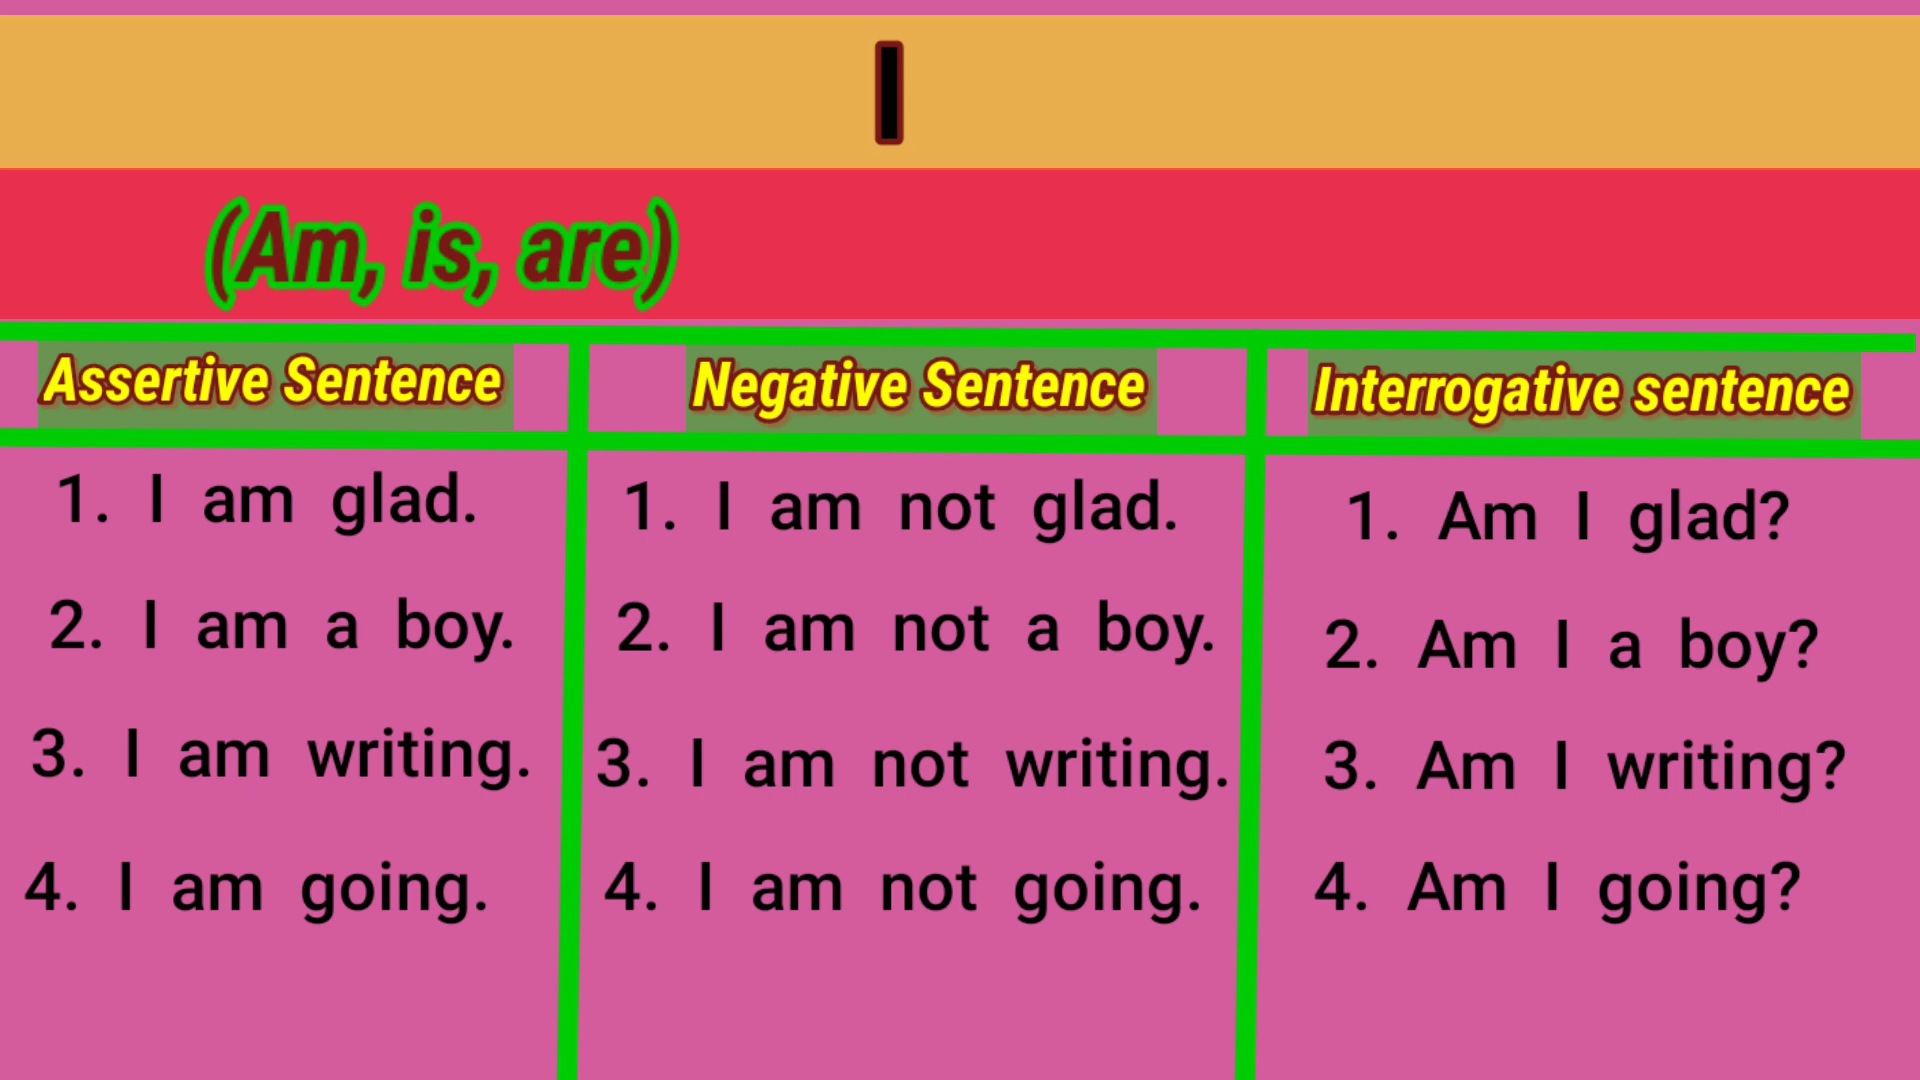 I
(Am, is, are)
Assertive Sentence
Negative Sentence
Interrogative sentence
1. I am glad.
1. I am not glad.
1. Am I glad?
2. I am a boy.
2. I am not a boy.
2. Am I a boy?
3. I am writing.
3. I am not writing.
3. Am I writing?
4. I am going.
4. I am not going.
4. Am I going?